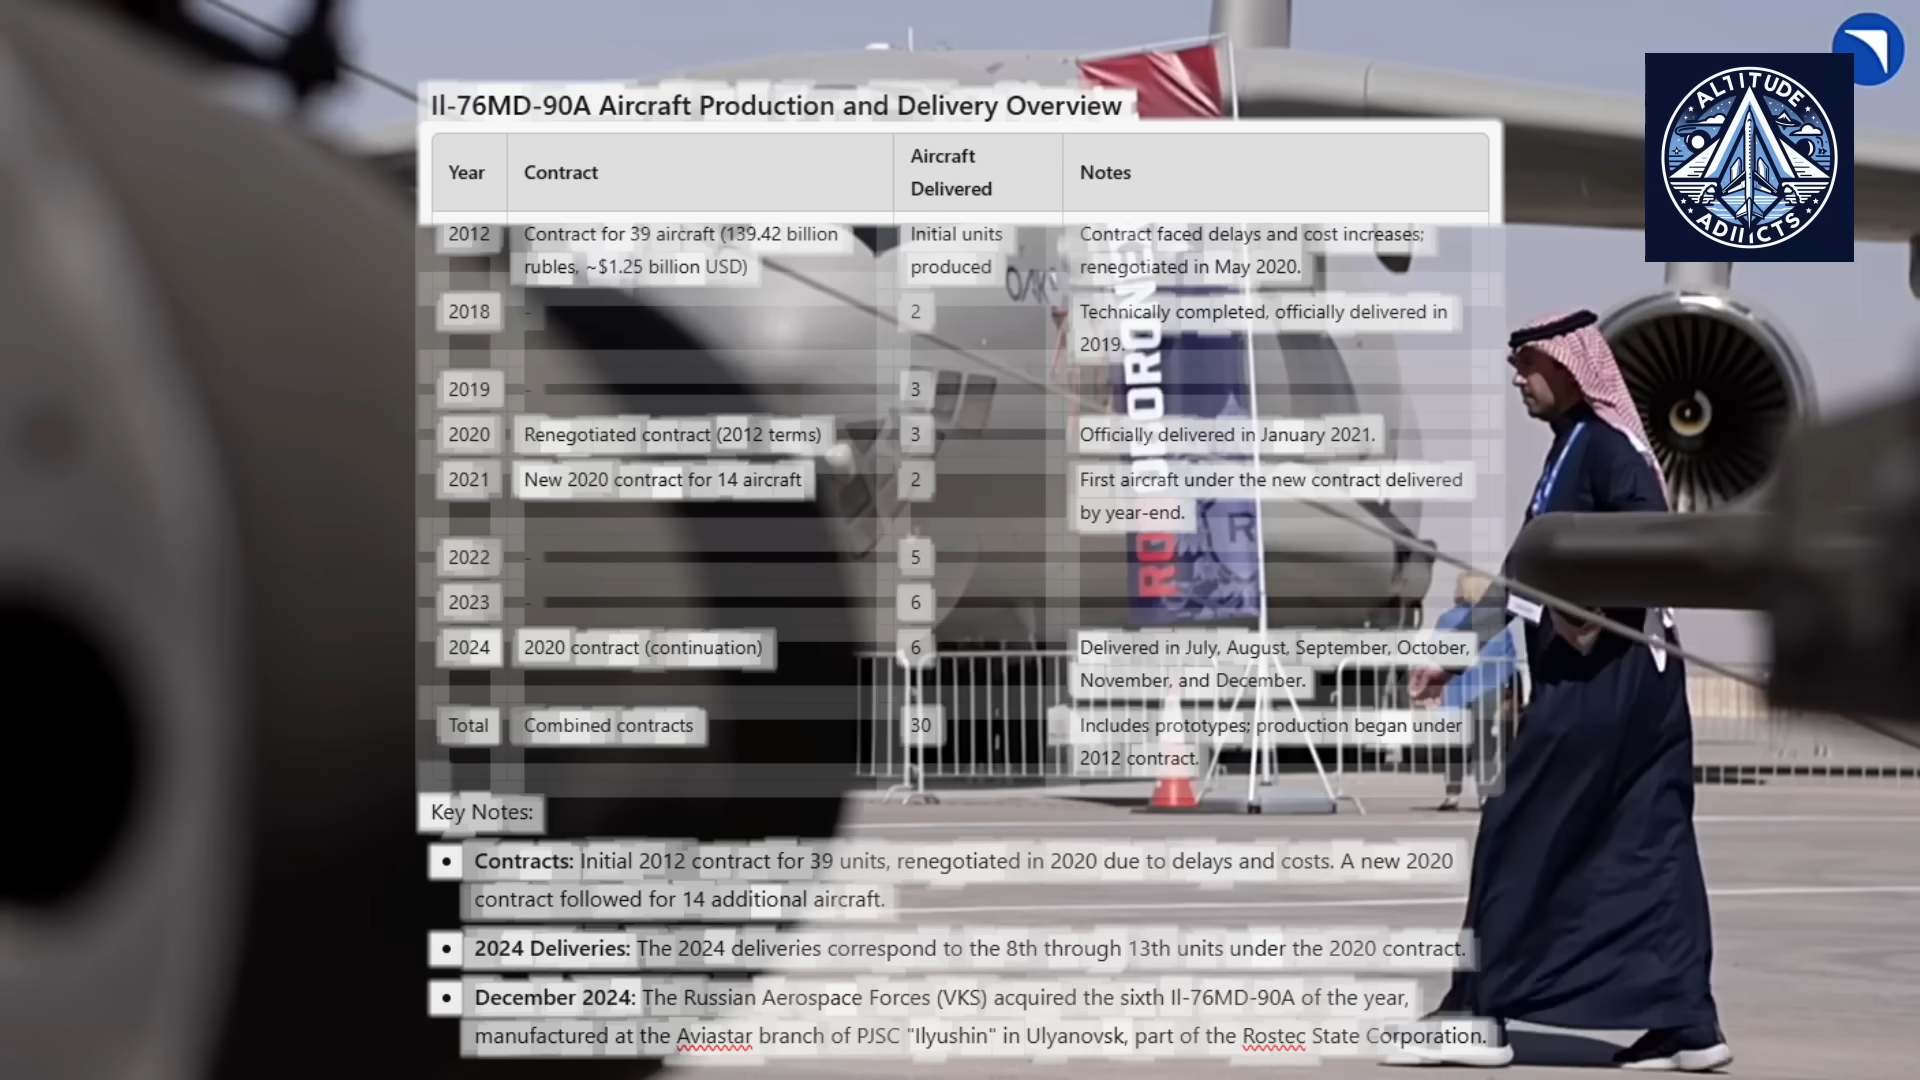 Il-76MD-90A Aircraft Production and Delivery Overview
Year Contract Aircraft Delivered Notes
2012 Contract for 39 aircraft (139.42 billion rubles, ~$1.25 billion USD) Initial units produced Contract faced delays and cost increases; renegotiated in May 2020.
2018 - 2 Technically completed, officially delivered in 2019.
2019 - 3
2020 Renegotiated contract (2012 terms) 3 Officially delivered in January 2021.
2021 New 2020 contract for 14 aircraft 2 First aircraft under the new contract delivered by year-end.
2022 - 5
2023 - 6
2024 2020 contract (continuation) 6 Delivered in July, August, September, October, November, and December.
Total Combined contracts 30 Includes prototypes; production began under 2012 contract.
Key Notes:
• Contracts: Initial 2012 contract for 39 units, renegotiated in 2020 due to delays and costs. A new 2020
contract followed for 14 additional aircraft.
• 2024 Deliveries: The 2024 deliveries correspond to the 8th through 13th units under the 2020 contract.
• December 2024: The Russian Aerospace Forces (VKS) acquired the sixth Il-76MD-90A of the year,
manufactured at the Aviastar branch of PJSC "Ilyushin" in Ulyanovsk, part of the Rostec State Corporation.
ALTITUDE
ADIIICTS
R